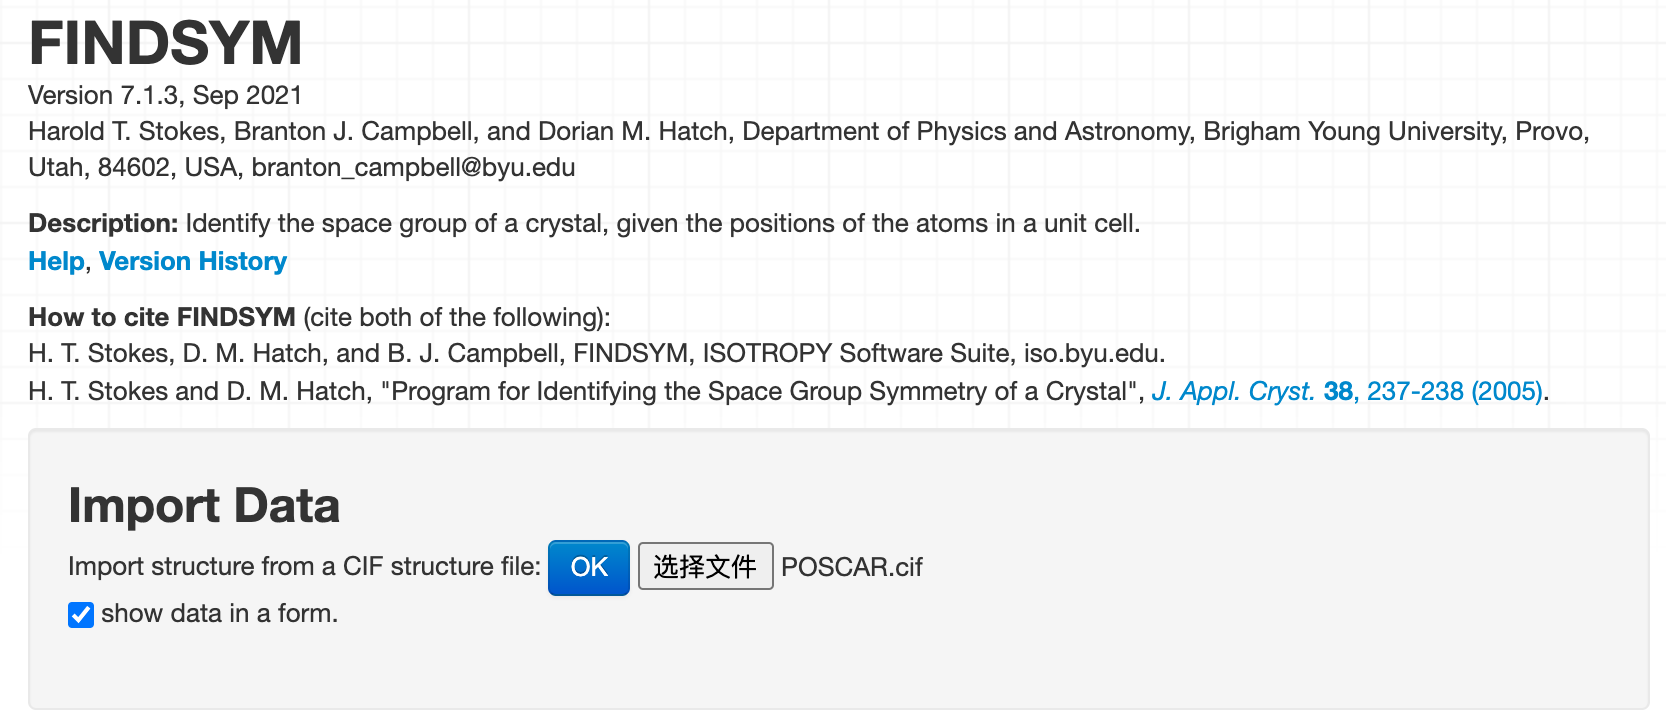 FINDSYM
Version 7.1.3, Sep 2021
Harold T. Stokes, Branton J. Campbell, and Dorian M. Hatch, Department of Physics and Astronomy, Brigham Young University, Provo,
Utah, 84602, USA, branton_campbell@byu.edu
Description: Identify the space group of a crystal, given the positions of the atoms in a unit cell.
Help, Version History
How to cite FINDSYM (cite both of the following):
H. T. Stokes, D. M. Hatch, and B. J. Campbell, FINDSYM, ISOTROPY Software Suite, iso.byu.edu.
H. T. Stokes and D. M. Hatch, "Program for Identifying the Space Group Symmetry of a Crystal", J. Appl. Cryst. 38, 237-238 (2005).
Import Data
Import structure from a CIF structure file: OK 选择文件 POSCAR.cif
show data in a form.